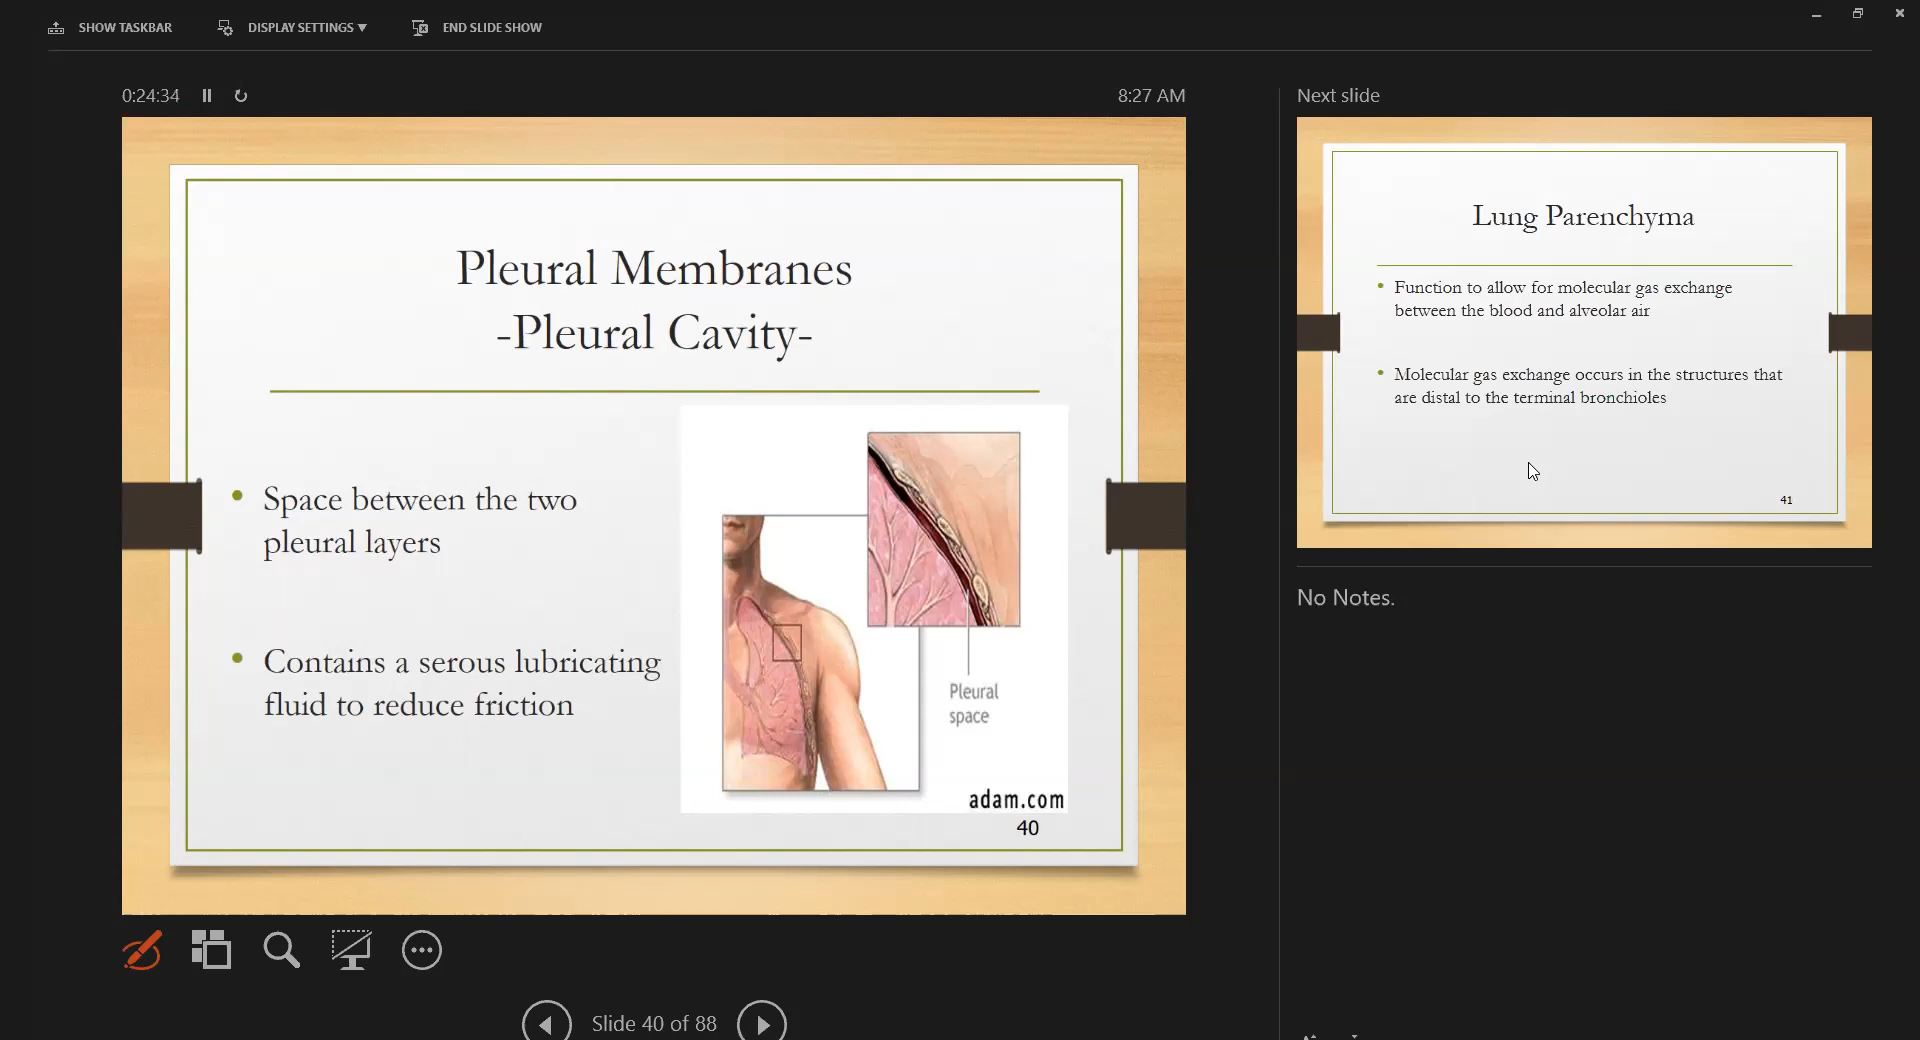 SHOW TASKBAR
DISPLAY SETTINGS
END SLIDE SHOW
0:24:34
8:27 AM
Pleural Membranes
-Pleural Cavity-
• Space between the two
pleural layers
• Contains a serous lubricating
fluid to reduce friction
Pleural
space
adam.com
40
Slide 40 of 88
Next slide
Lung Parenchyma
• Function to allow for molecular gas exchange
between the blood and alveolar air
• Molecular gas exchange occurs in the structures that
are distal to the terminal bronchioles
41
No Notes.